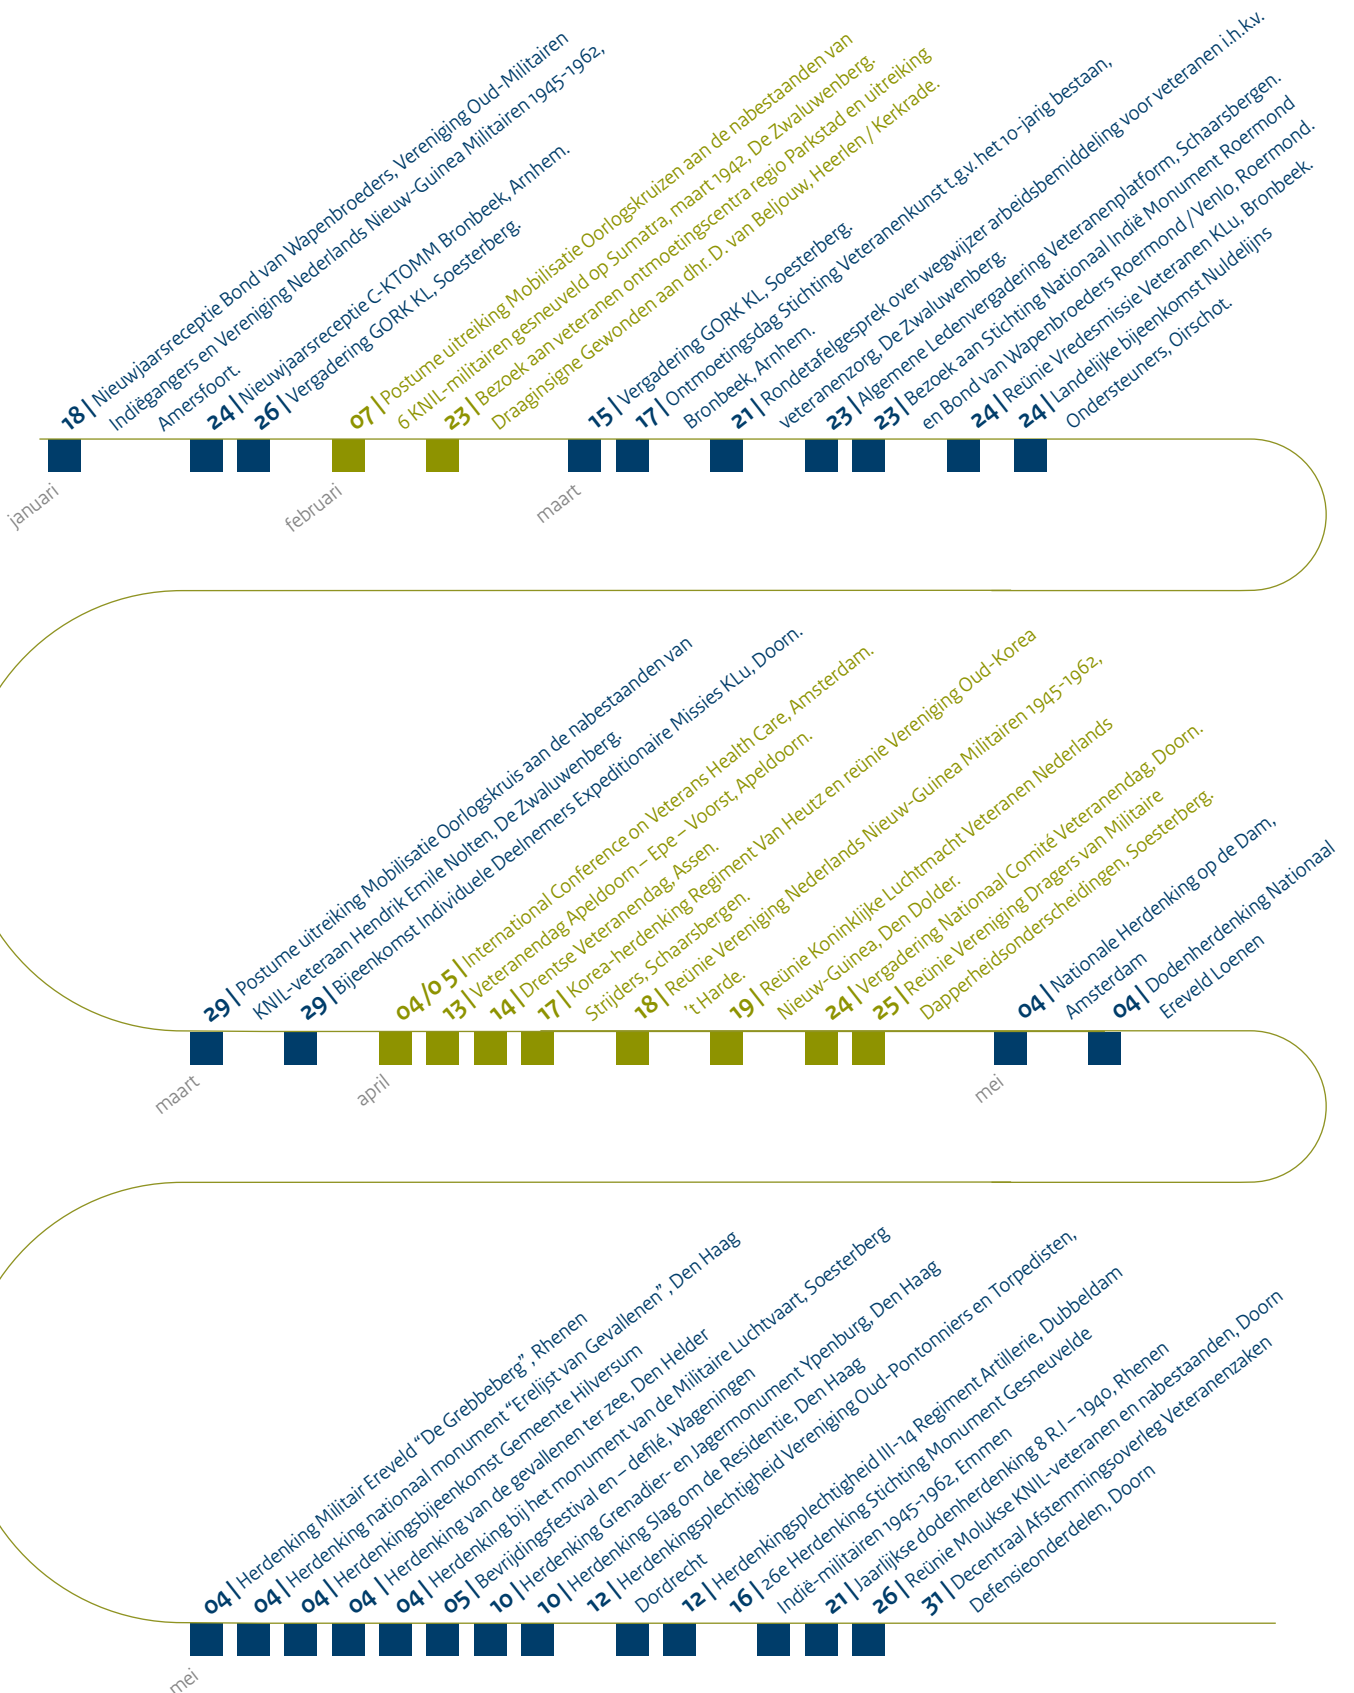 18 | Nieuwjaarsreceptie Bond van Wapenbroeders, Vereniging Oud-Militairen
Indiëgangers en Vereniging Nederlands Nieuw-Guinea Militairen 1945-1962,
Amersfoort.
24 | Nieuwjaarsreceptie C-KTOMM Bronbeek, Arnhem.
26 | Vergadering GORK KL, Soesterberg.
07 | Postume uitreiking Mobilisatie Oorlogskruizen aan de nabestaanden van
6 KNIL-militairen gesneuveld op Sumatra, maart 1942, De Zwaluwenberg.
23 | Bezoek aan veteranen ontmoetingscentra regio Parkstad en uitreiking
Draaginsigne Gewonden aan dhr. D. van Beljouw, Heerlen / Kerkrade.
15 | Vergadering GORK KL, Soesterberg.
17 | Ontmoetingsdag Stichting Veteranenkunst t.g.v. het 10-jarig bestaan,
Bronbeek, Arnhem.
21 | Rondetafelgesprek over wegwijzer arbeidsbemiddeling voor veteranen i.h.k.v.
veteranenzorg, De Zwaluwenberg.
23 | Algemene Ledenvergadering Veteranenplatform, Schaarsbergen.
23 | Bezoek aan Stichting Nationaal Indië Monument Roermond
en Bond van Wapenbroeders Roermond / Venlo, Roermond.
24 | Reünie Vredesmissie Veteranen KLu, Bronbeek.
24 | Landelijke bijeenkomst Nuldelijns
Ondersteuners, Oirschot.
januari
februari
maart
29 | Postume uitreiking Mobilisatie Oorlogskruis aan de nabestaanden van
KNIL-veteraan Hendrik Emile Nolten, De Zwaluwenberg.
29 | Bijeenkomst Individuele Deelnemers Expeditionaire Missies KLu, Doorn.
04/05 | International Conference on Veterans Health Care, Amsterdam.
13 | Veteranendag Apeldoorn – Epe – Voorst, Apeldoorn.
14 | Drentse Veteranendag, Assen.
17 | Korea-herdenking Regiment Van Heutz en reünie Vereniging Oud-Korea
Strijders, Schaarsbergen.
18 | Reünie Vereniging Nederlands Nieuw-Guinea Militairen 1945-1962,
't Harde.
19 | Reünie Koninklijke Luchtmacht Veteranen Nederlands
Nieuw-Guinea, Den Dolder.
24 | Vergadering Nationaal Comité Veteranendag, Doorn.
25 | Reünie Vereniging Dragers van Militaire
Dapperheidsonderscheidingen, Soesterberg.
04 | Nationale Herdenking op de Dam,
Amsterdam
04 | Dodenherdenking Nationaal
Ereveld Loenen
maart
april
mei
04 | Herdenking Militair Ereveld “De Grebbeberg”, Rhenen
04 | Herdenking nationaal monument “Erelijst van Gevallenen”, Den Haag
04 | Herdenkingsbijeenkomst Gemeente Hilversum
04 | Herdenking van de gevallenen ter zee, Den Helder
04 | Herdenking bij het monument van de Militaire Luchtvaart, Soesterberg
05 | Bevrijdingsfestival en – defilé, Wageningen
10 | Herdenking Grenadier- en Jagermonument Ypenburg, Den Haag
10 | Herdenking Slag om de Residentie, Den Haag
12 | Herdenkingsplechtigheid Vereniging Oud-Pontonniers en Torpedisten,
Dordrecht
12 | Herdenkingsplechtigheid III-14 Regiment Artillerie, Dubbeldam
16 | 26e Herdenking Stichting Monument Gesneuvelde
Indië-militairen 1945-1962, Emmen
21 | Jaarlijkse dodenherdenking 8 R.I – 1940, Rhenen
26 | Reünie Molukse KNIL-veteranen en nabestaanden, Doorn
31 | Decentraal Afstemmingsoverleg Veteranenzaken
Defensieonderdelen, Doorn
mei